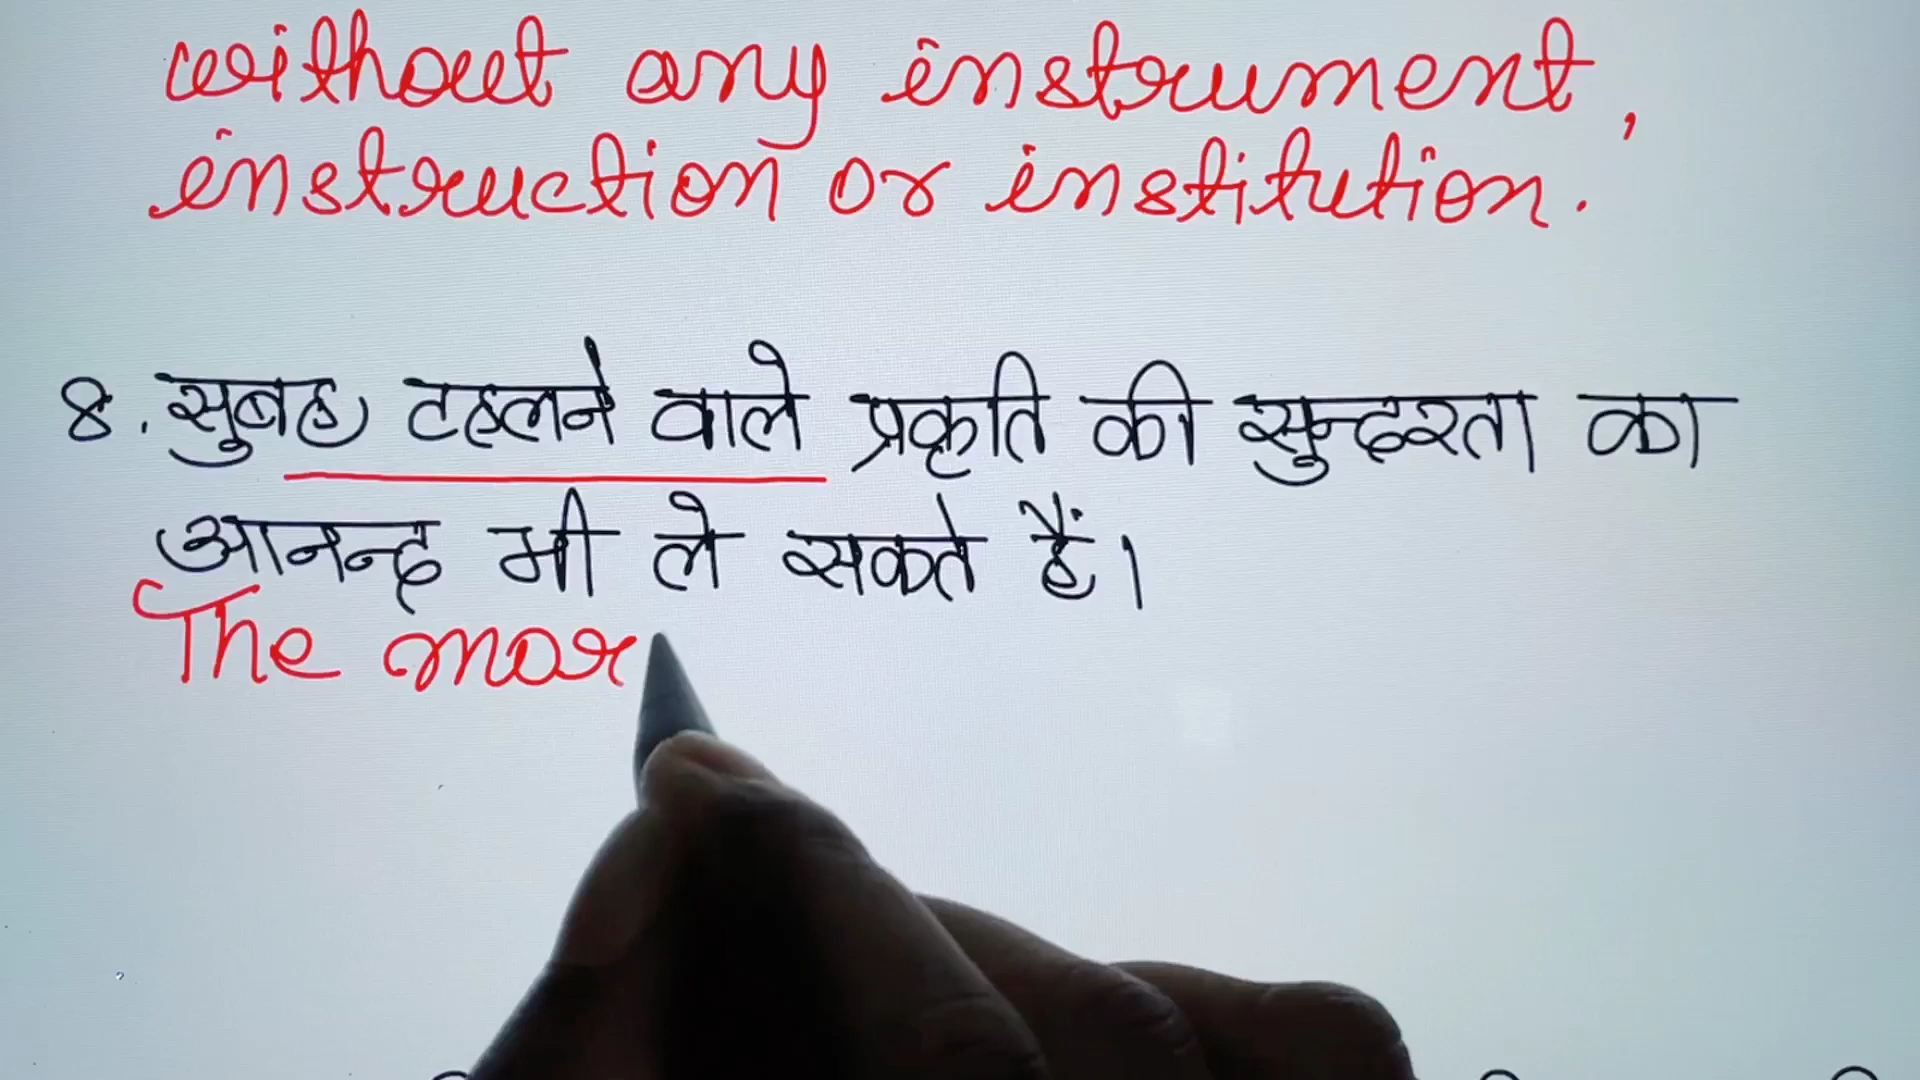 without any instrument,
instruction or institution.
8. सुबह टहलने वाले प्रकृति की सुन्दरता का
आनन्द भी ले सकते हैं।
The mor